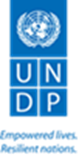 U N
D P
Empowered lives.
Resilient nations.